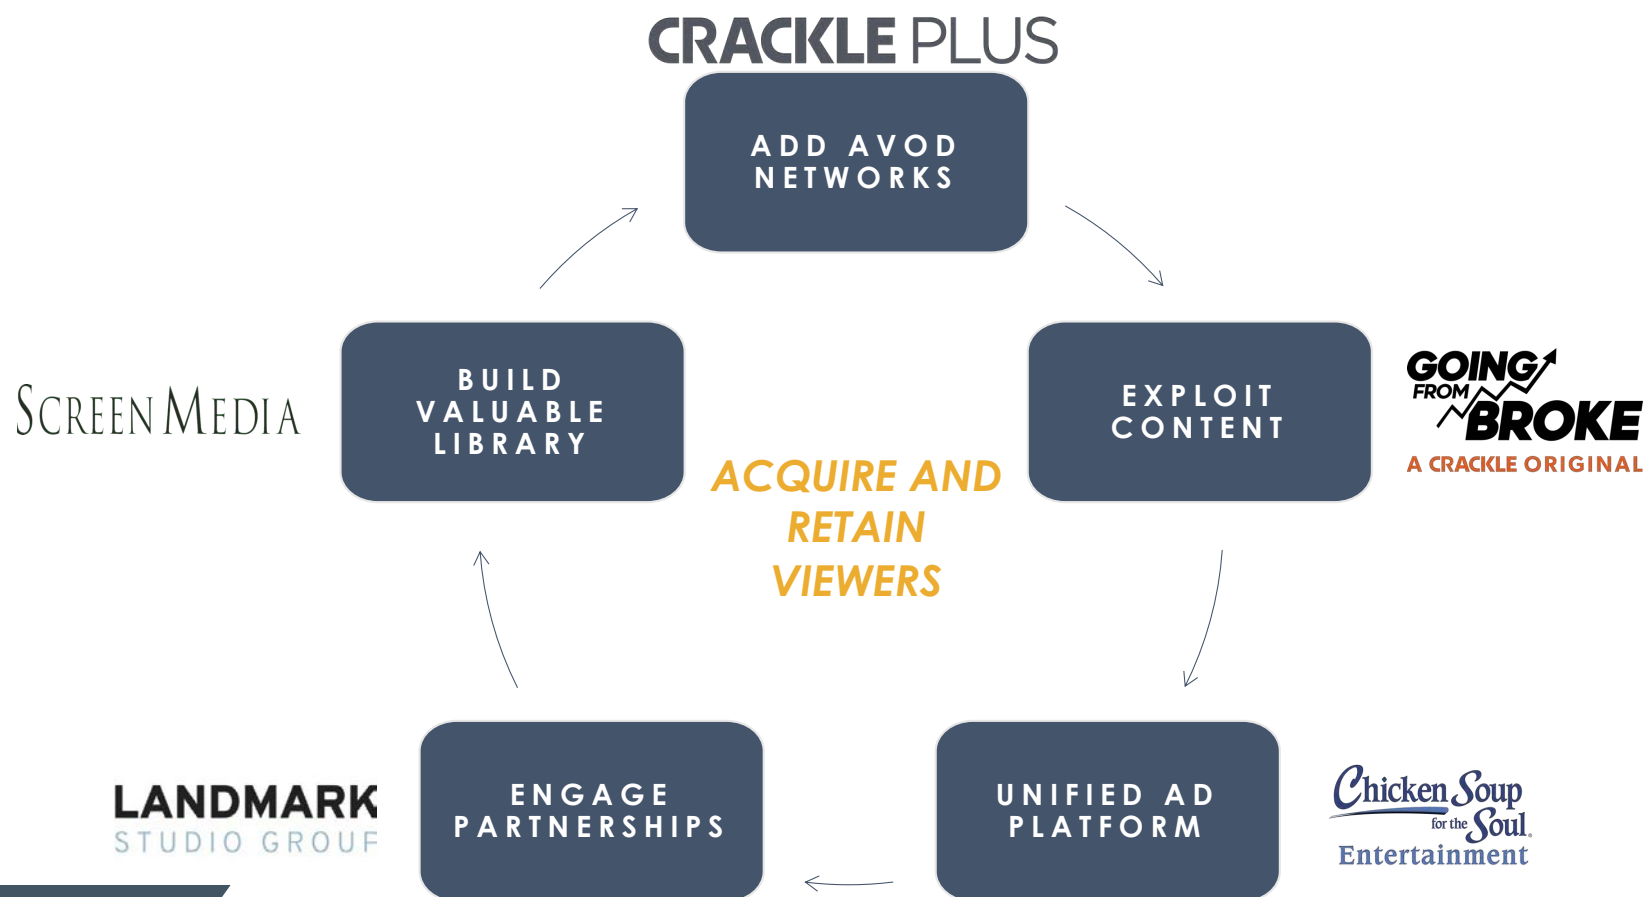 CRACKLE PLUS
ADD AVOD
NETWORKS
BUILD
VALUABLE
LIBRARY
SCREEN MEDIA
EXPLOIT
CONTENT
GOING
FROM
BROKE
A CRACKLE ORIGINAL
ACQUIRE AND
RETAIN
VIEWERS
LANDMARK
STUDIO GROUP
ENGAGE
PARTNERSHIPS
UNIFIED AD
PLATFORM
Chicken Soup
for the Soul
Entertainment